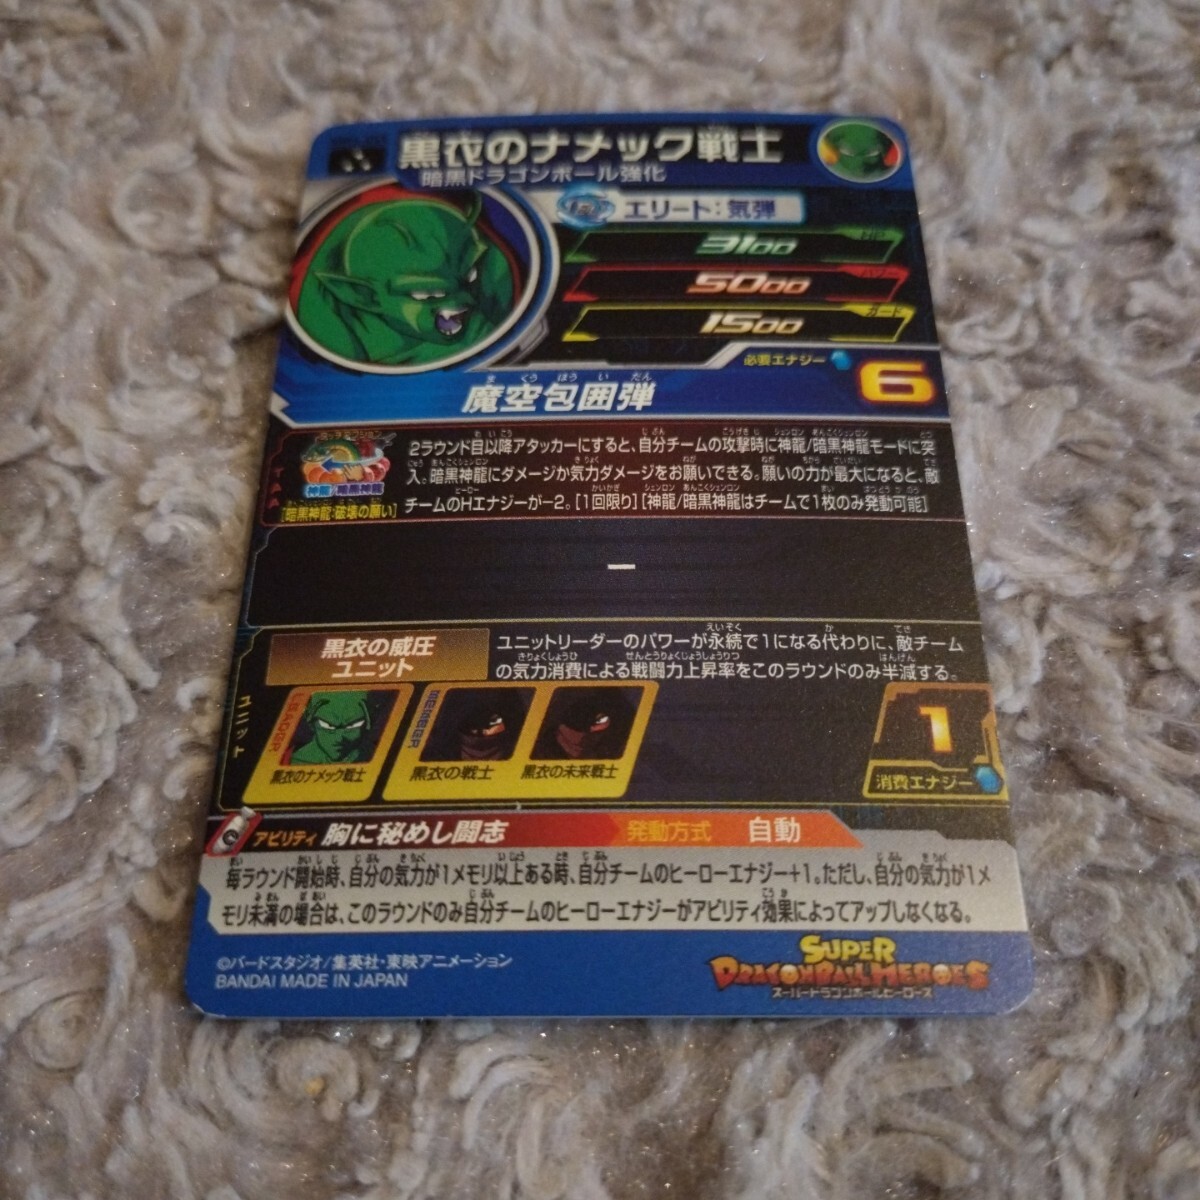 黒衣のナメック戦士
暗黒ドラゴンボール強化
エリート:気弾
3100
パワー
5000
ガード
1500
必要エナジー 6
魔空包囲弾
2ラウンド目以降アタッカーにすると、自分チームの攻撃時に神龍/暗黒神龍モードに突
入。暗黒神龍にダメージか気力ダメージをお願いできる。願いの力が最大になると、敵
チームのHエナジーが-2。[1回限り][神龍/暗黒神龍はチームで1枚のみ発動可能]
神龍 暗黒神龍
[暗黒神龍:破壊の願い]
ー
黒衣の威圧
ユニット
ユニットリーダーのパワーが永続で1になる代わりに、敵チーム
の気力消費による戦闘力上昇率をこのラウンドのみ半減する。
ユニット
LEADER
黒衣のナメック戦士
MEMBER
黒衣の戦士
黒衣の未来戦士
1
消費エナジー
アビリティ 胸に秘めし闘志 発動方式 自動
毎ラウンド開始時、自分の気力が1メモリ以上ある時、自分チームのヒーローエナジー+1。ただし、自分の気力が1メ
モリ未満の場合は、このラウンドのみ自分チームのヒーローエナジーがアビリティ効果によってアップしなくなる。
©バードスタジオ/集英社・東映アニメーション
BANDAI MADE IN JAPAN
SUPER
DRAGONBALL HEROES
スーパードラゴンボールヒーローズ